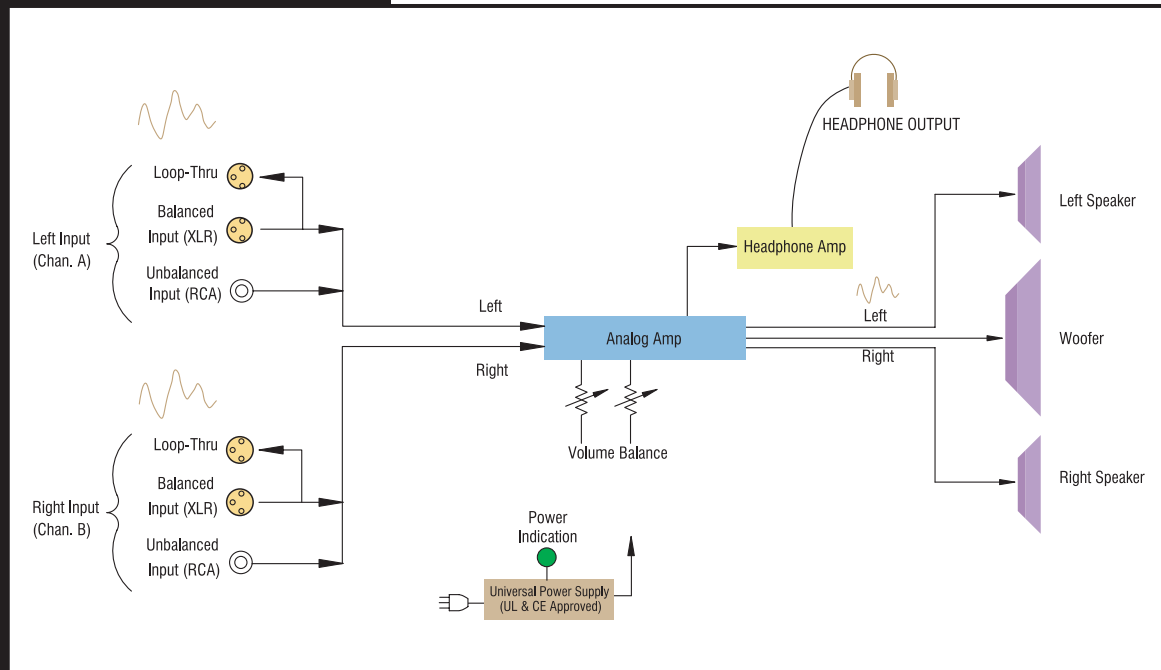 HEADPHONE OUTPUT
Loop-Thru
Balanced
Input (XLR)
Left Input
(Chan. A)
Unbalanced
Input (RCA)
Left
Right
Analog Amp
Headphone Amp
Left
Right
Left Speaker
Woofer
Right Speaker
Volume Balance
Loop-Thru
Balanced
Input (XLR)
Right Input
(Chan. B)
Unbalanced
Input (RCA)
Power
Indication
Universal Power Supply
(UL & CE Approved)